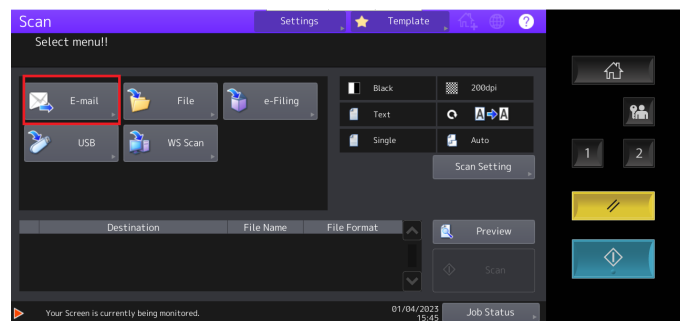 Scan
Settings
Template
?
Select menu!!
E-mail
File
e-Filing
USB
WS Scan
Black
200dpi
Text
A A
Single
Auto
Scan Setting
1
2
Destination
File Name
File Format
Preview
Scan
Your Screen is currently being monitored.
01/04/2023
15:45
Job Status